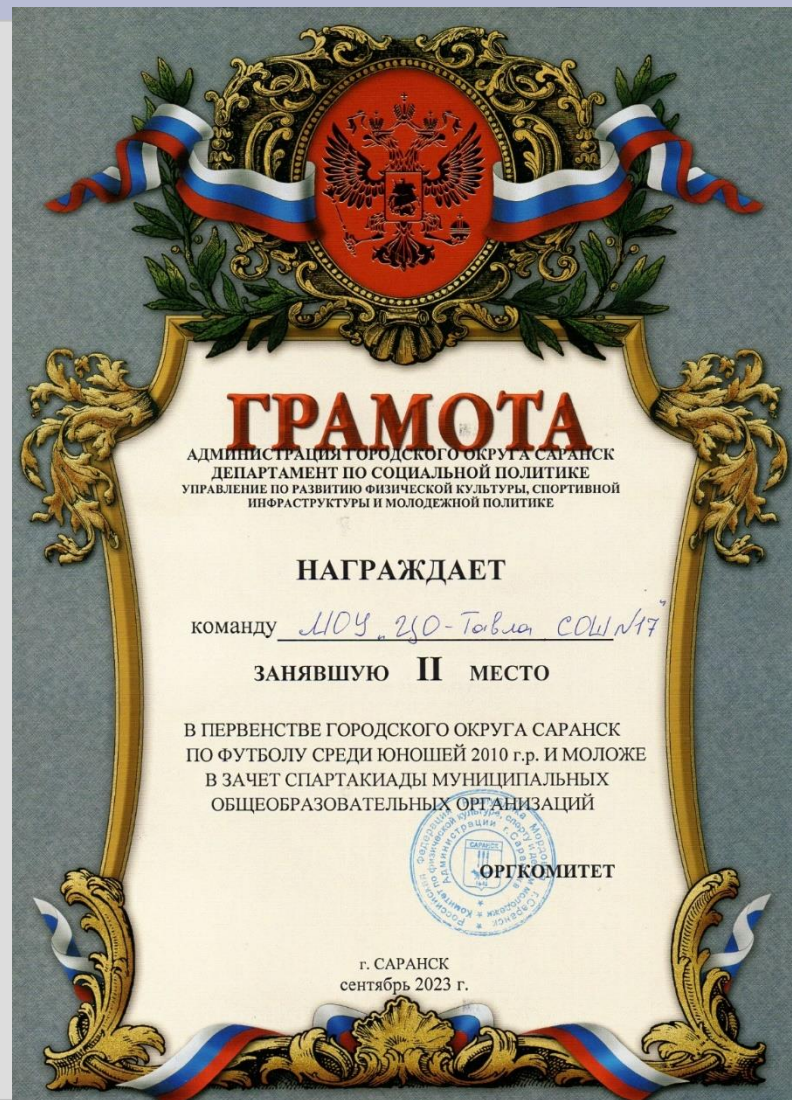 ГРАМОТА
АДМИНИСТРАЦИЯ ГОРОДСКОГО ОКРУГА САРАНСК
ДЕПАРТАМЕНТ ПО СОЦИАЛЬНОЙ ПОЛИТИКЕ
УПРАВЛЕНИЕ ПО РАЗВИТИЮ ФИЗИЧЕСКОЙ КУЛЬТУРЫ, СПОРТИВНОЙ
ИНФРАСТРУКТУРЫ И МОЛОДЕЖНОЙ ПОЛИТИКЕ
НАГРАЖДАЕТ
команду МОУ „ЦО-Тавла СОШ №17"
ЗАНЯВШУЮ II МЕСТО
В ПЕРВЕНСТВЕ ГОРОДСКОГО ОКРУГА САРАНСК
ПО ФУТБОЛУ СРЕДИ ЮНОШЕЙ 2010 г.р. И МОЛОЖЕ
В ЗАЧЕТ СПАРТАКИАДЫ МУНИЦИПАЛЬНЫХ
ОБЩЕОБРАЗОВАТЕЛЬНЫХ ОРГАНИЗАЦИЙ
САРАНСК
ОРГКОМИТЕТ
г. САРАНСК
сентябрь 2023 г.